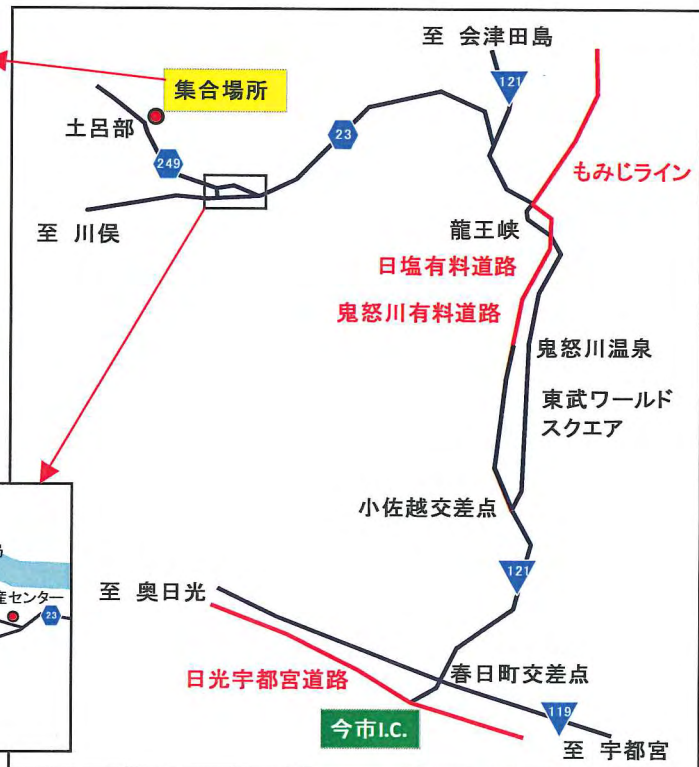 至 会津田島
121
集合場所
土呂部
23
249
もみじライン
至 川俣
龍王峡
日塩有料道路
鬼怒川有料道路
鬼怒川温泉
東武ワールド
スクエア
小佐越交差点
121
至 奥日光
産センター
23
日光宇都宮道路
春日町交差点
119
今市I.C.
至 宇都宮